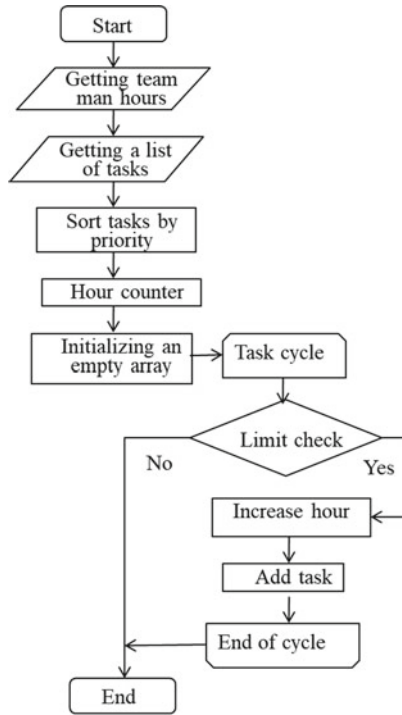 Start
Getting team
man hours
Getting a list
of tasks
Sort tasks by
priority
Hour counter
Initializing an
empty array
Task cycle
Limit check
No
Yes
Increase hour
Add task
End of cycle
End